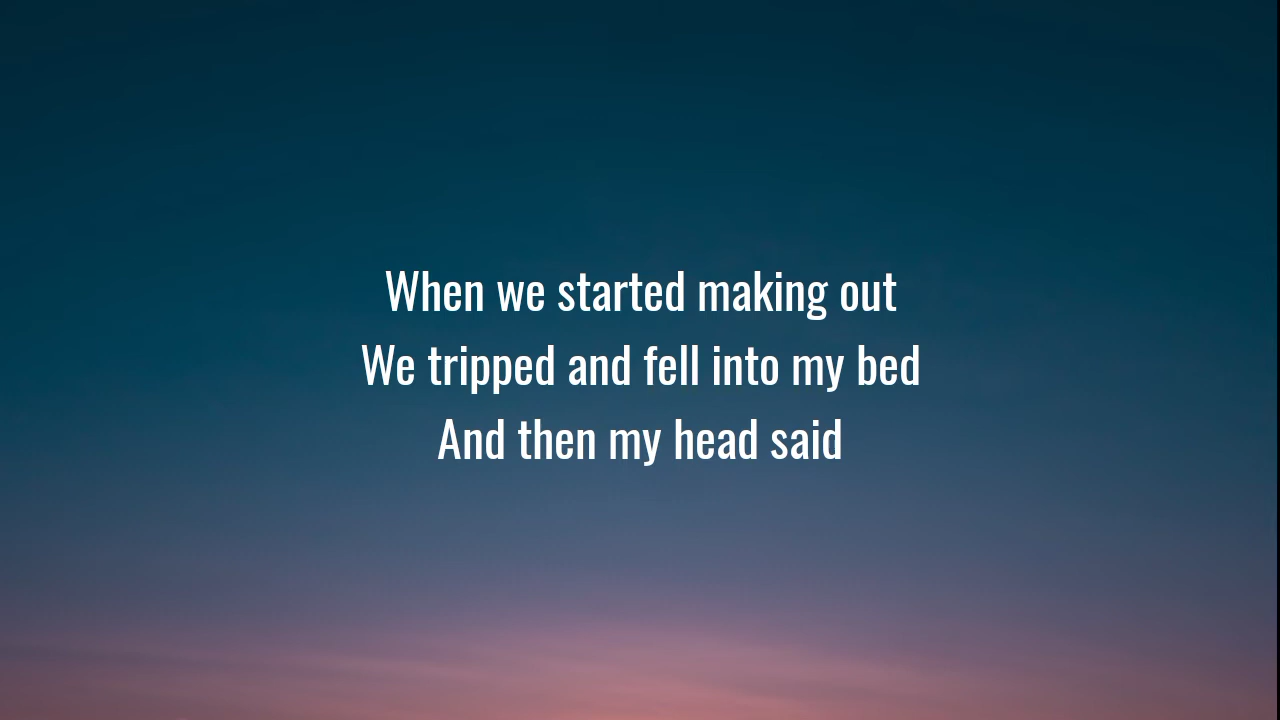 When we started making out
We tripped and fell into my bed
And then my head said